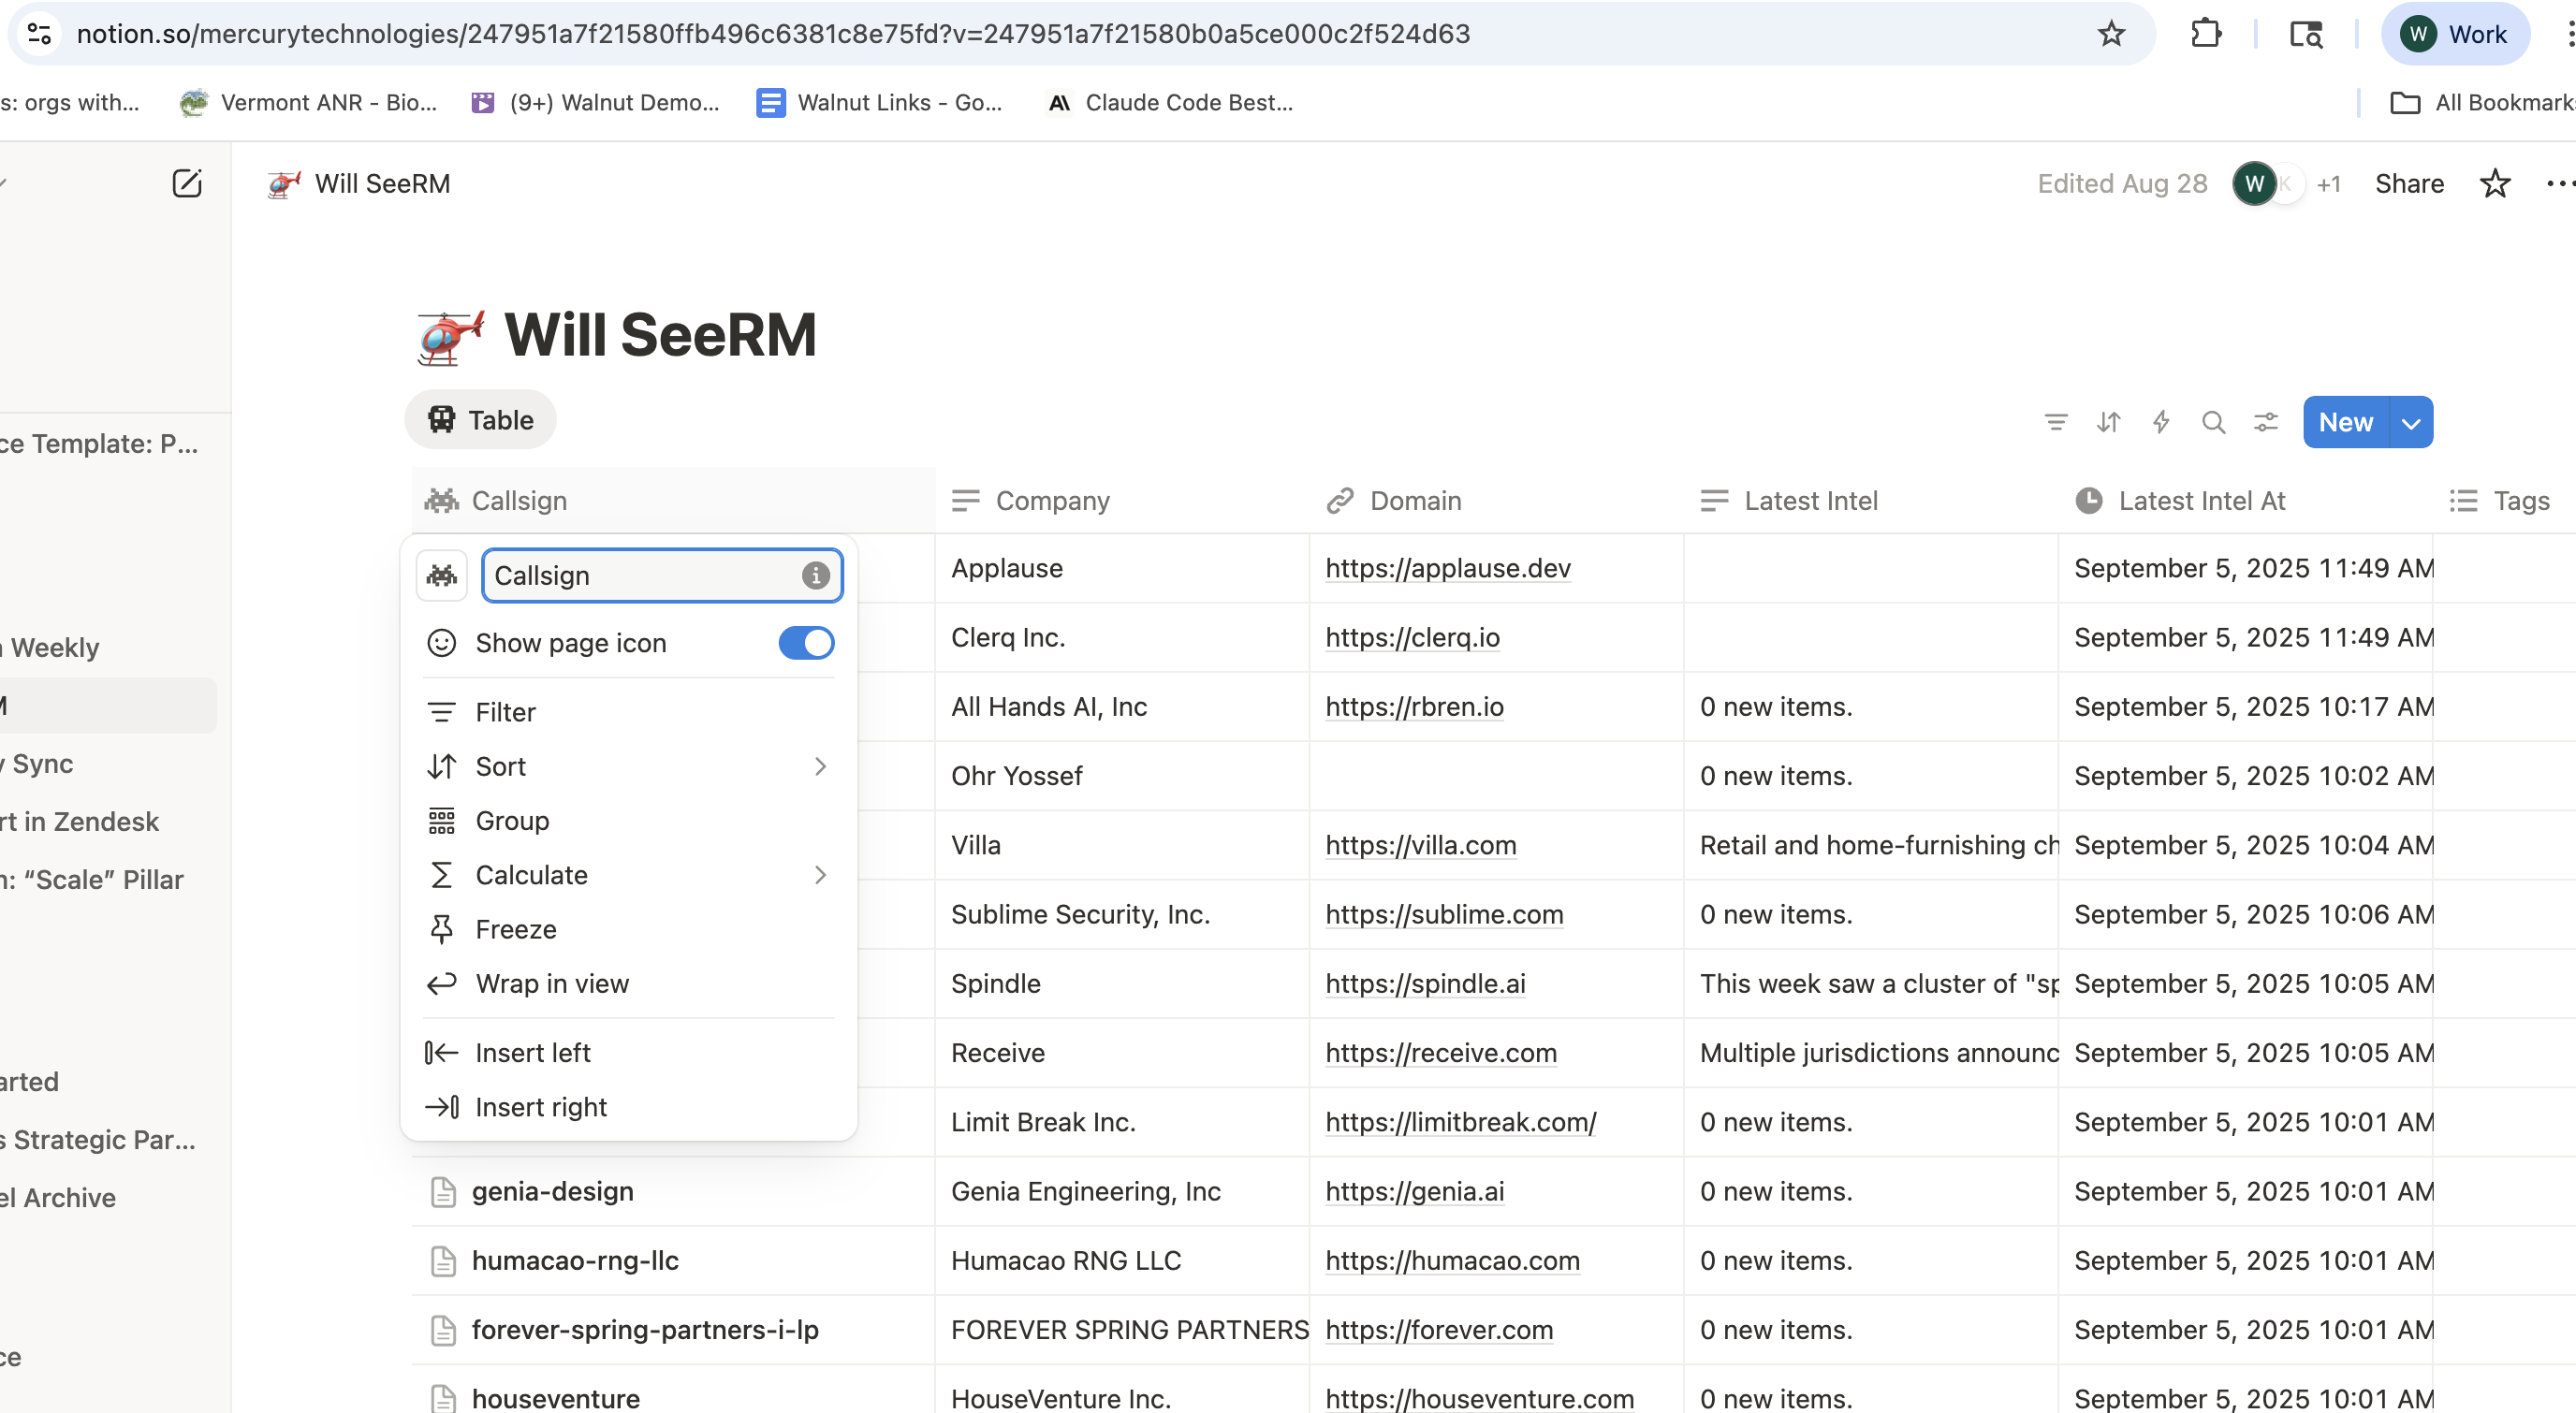 notion.so/mercurytechnologies/247951a7f21580ffb496c6381c8e75fd?v=247951a7f21580b0a5ce000c2f524d63
W Work
s: orgs with...
Vermont ANR - Bio...
(9+) Walnut Demo...
Walnut Links - Go...
Claude Code Best...
All Bookmark
Will SeeRM
Edited Aug 28
W K +1
Share
Will SeeRM
Table
New
ce Template: P...
Weekly
M
y Sync
rt in Zendesk
n: “Scale” Pillar
arted
s Strategic Par...
el Archive
ce
Callsign Company Domain Latest Intel Latest Intel At Tags
Callsign
Show page icon
Filter
Sort
Group
Calculate
Freeze
Wrap in view
Insert left
Insert right
Applause https://applause.dev September 5, 2025 11:49 AM
Clerq Inc. https://clerq.io September 5, 2025 11:49 AM
All Hands AI, Inc https://rbren.io 0 new items. September 5, 2025 10:17 AM
Ohr Yossef 0 new items. September 5, 2025 10:02 AM
Villa https://villa.com Retail and home-furnishing ch September 5, 2025 10:04 AM
Sublime Security, Inc. https://sublime.com 0 new items. September 5, 2025 10:06 AM
Spindle https://spindle.ai This week saw a cluster of "sp September 5, 2025 10:05 AM
Receive https://receive.com Multiple jurisdictions announc September 5, 2025 10:05 AM
Limit Break Inc. https://limitbreak.com/ 0 new items. September 5, 2025 10:01 AM
genia-design Genia Engineering, Inc https://genia.ai 0 new items. September 5, 2025 10:01 AM
humacao-rng-llc Humacao RNG LLC https://humacao.com 0 new items. September 5, 2025 10:01 AM
forever-spring-partners-i-lp FOREVER SPRING PARTNERS https://forever.com 0 new items. September 5, 2025 10:01 AM
houseventure HouseVenture Inc. https://houseventure.com 0 new items. September 5, 2025 10:01 AM